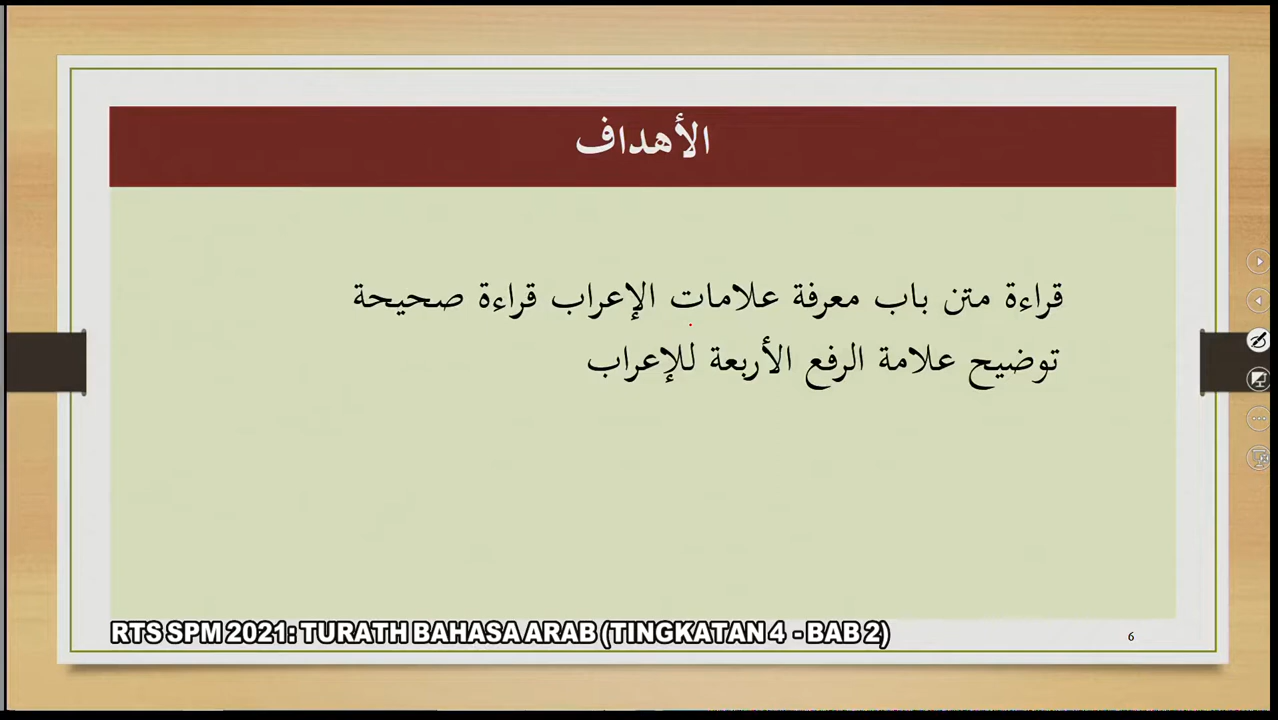 الأهداف
قراءة متن باب معرفة علامات الإعراب قراءة صحيحة
توضيح علامة الرفع الأربعة للإعراب
RTS SPM 2021: TURATH BAHASA ARAB (TINGKATAN 4 - BAB 2)
6